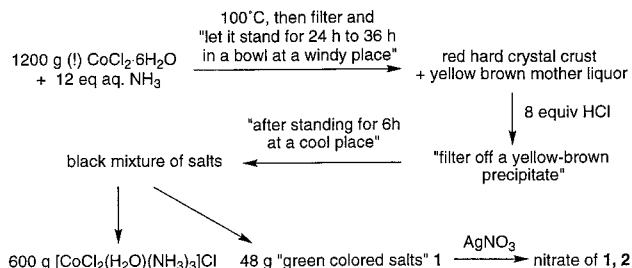 100°C, then filter and
"let it stand for 24 h to 36 h
in a bowl at a windy place"
1200 g (!) CoCl₂·6H₂O
+ 12 eq aq. NH₃
red hard crystal crust
+ yellow brown mother liquor
8 equiv HCl
"filter off a yellow-brown
precipitate"
"after standing for 6h
at a cool place"
black mixture of salts
600 g [CoCl₂(H₂O)(NH₃)₃]Cl
48 g "green colored salts" 1
AgNO₃
nitrate of 1, 2